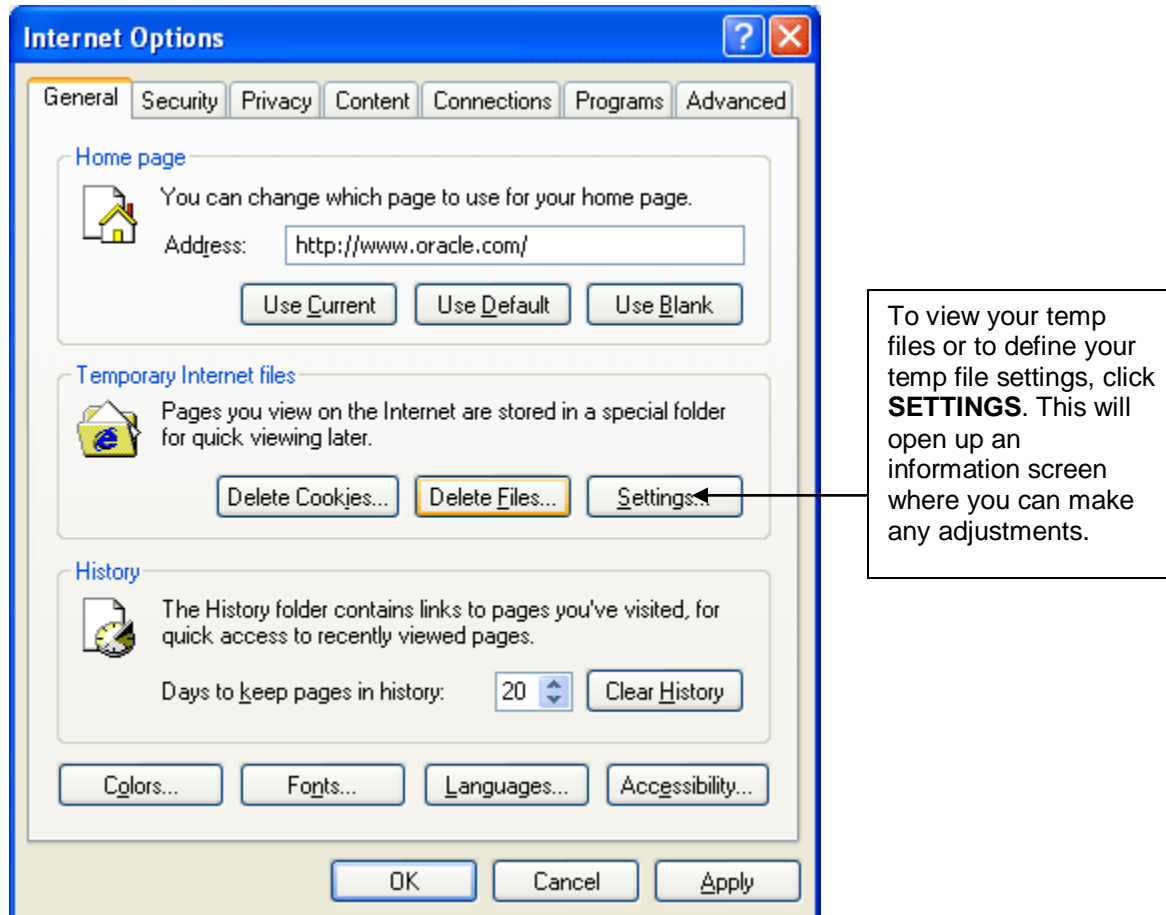 Internet Options
General Security Privacy Content Connections Programs Advanced
Home page
You can change which page to use for your home page.
Address: http://www.oracle.com/
Use Current Use Default Use Blank
Temporary Internet files
Pages you view on the Internet are stored in a special folder
for quick viewing later.
Delete Cookies... Delete Files... Settings...
History
The History folder contains links to pages you've visited, for
quick access to recently viewed pages.
Days to keep pages in history: 20 Clear History
Colors... Fonts... Languages... Accessibility...
OK Cancel Apply
To view your temp
files or to define your
temp file settings, click
SETTINGS. This will
open up an
information screen
where you can make
any adjustments.